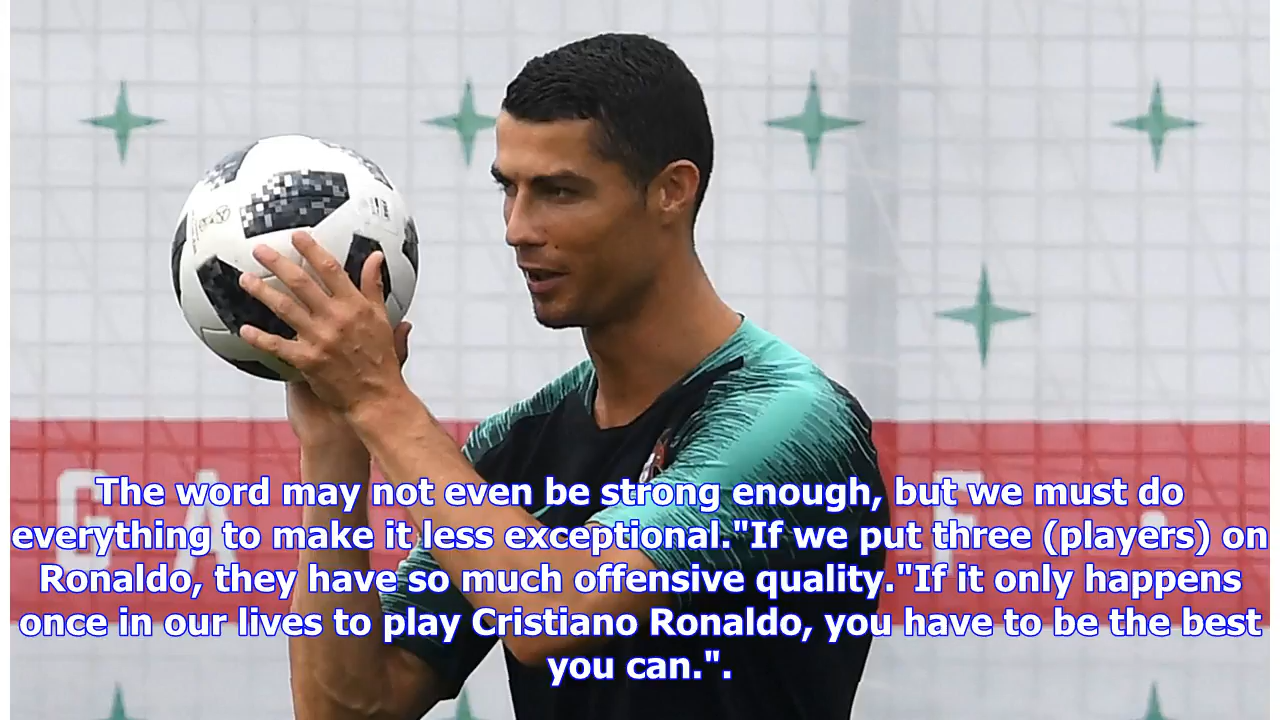 The word may not even be strong enough, but we must do
everything to make it less exceptional."If we put three (players) on
Ronaldo, they have so much offensive quality."If it only happens
once in our lives to play Cristiano Ronaldo, you have to be the best
you can.".